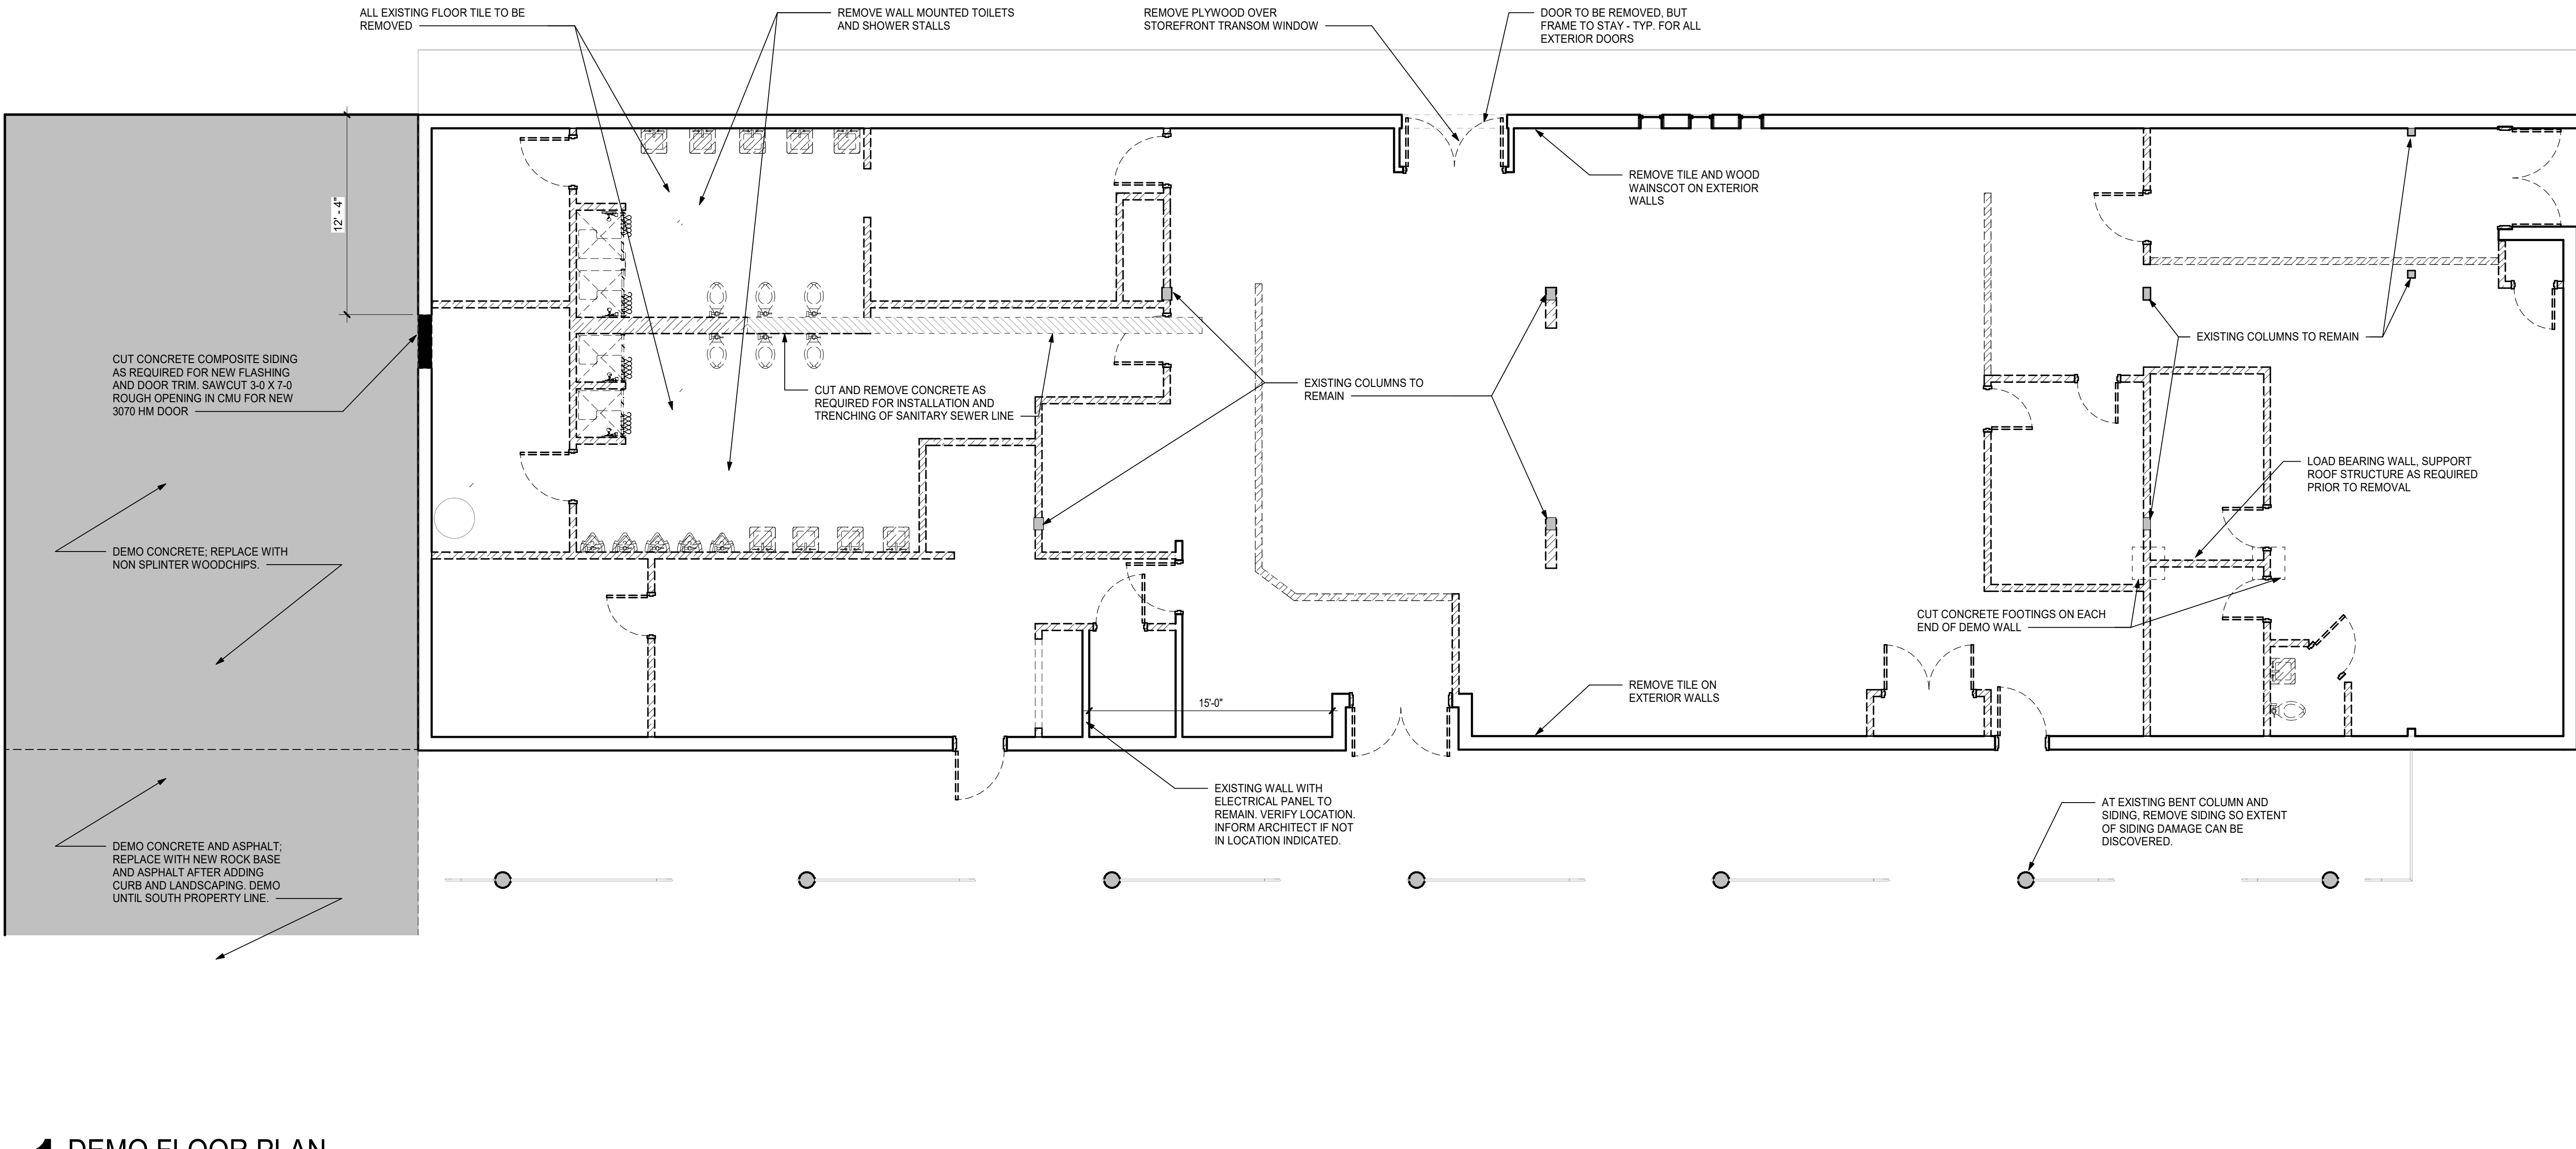 ALL EXISTING FLOOR TILE TO BE
REMOVED
REMOVE WALL MOUNTED TOILETS
AND SHOWER STALLS
REMOVE PLYWOOD OVER
STOREFRONT TRANSOM WINDOW
DOOR TO BE REMOVED, BUT
FRAME TO STAY - TYP. FOR ALL
EXTERIOR DOORS
12' - 4"
REMOVE TILE AND WOOD
WAINSCOT ON EXTERIOR
WALLS
CUT CONCRETE COMPOSITE SIDING
AS REQUIRED FOR NEW FLASHING
AND DOOR TRIM. SAWCUT 3-0 X 7-0
ROUGH OPENING IN CMU FOR NEW
3070 HM DOOR
CUT AND REMOVE CONCRETE AS
REQUIRED FOR INSTALLATION AND
TRENCHING OF SANITARY SEWER LINE
EXISTING COLUMNS TO
REMAIN
EXISTING COLUMNS TO REMAIN
LOAD BEARING WALL, SUPPORT
ROOF STRUCTURE AS REQUIRED
PRIOR TO REMOVAL
DEMO CONCRETE; REPLACE WITH
NON SPLINTER WOODCHIPS.
CUT CONCRETE FOOTINGS ON EACH
END OF DEMO WALL
REMOVE TILE ON
EXTERIOR WALLS
15'-0"
EXISTING WALL WITH
ELECTRICAL PANEL TO
REMAIN. VERIFY LOCATION.
INFORM ARCHITECT IF NOT
IN LOCATION INDICATED.
AT EXISTING BENT COLUMN AND
SIDING, REMOVE SIDING SO EXTENT
OF SIDING DAMAGE CAN BE
DISCOVERED.
DEMO CONCRETE AND ASPHALT;
REPLACE WITH NEW ROCK BASE
AND ASPHALT AFTER ADDING
CURB AND LANDSCAPING. DEMO
UNTIL SOUTH PROPERTY LINE.
1 DEMO FLOOR PLAN